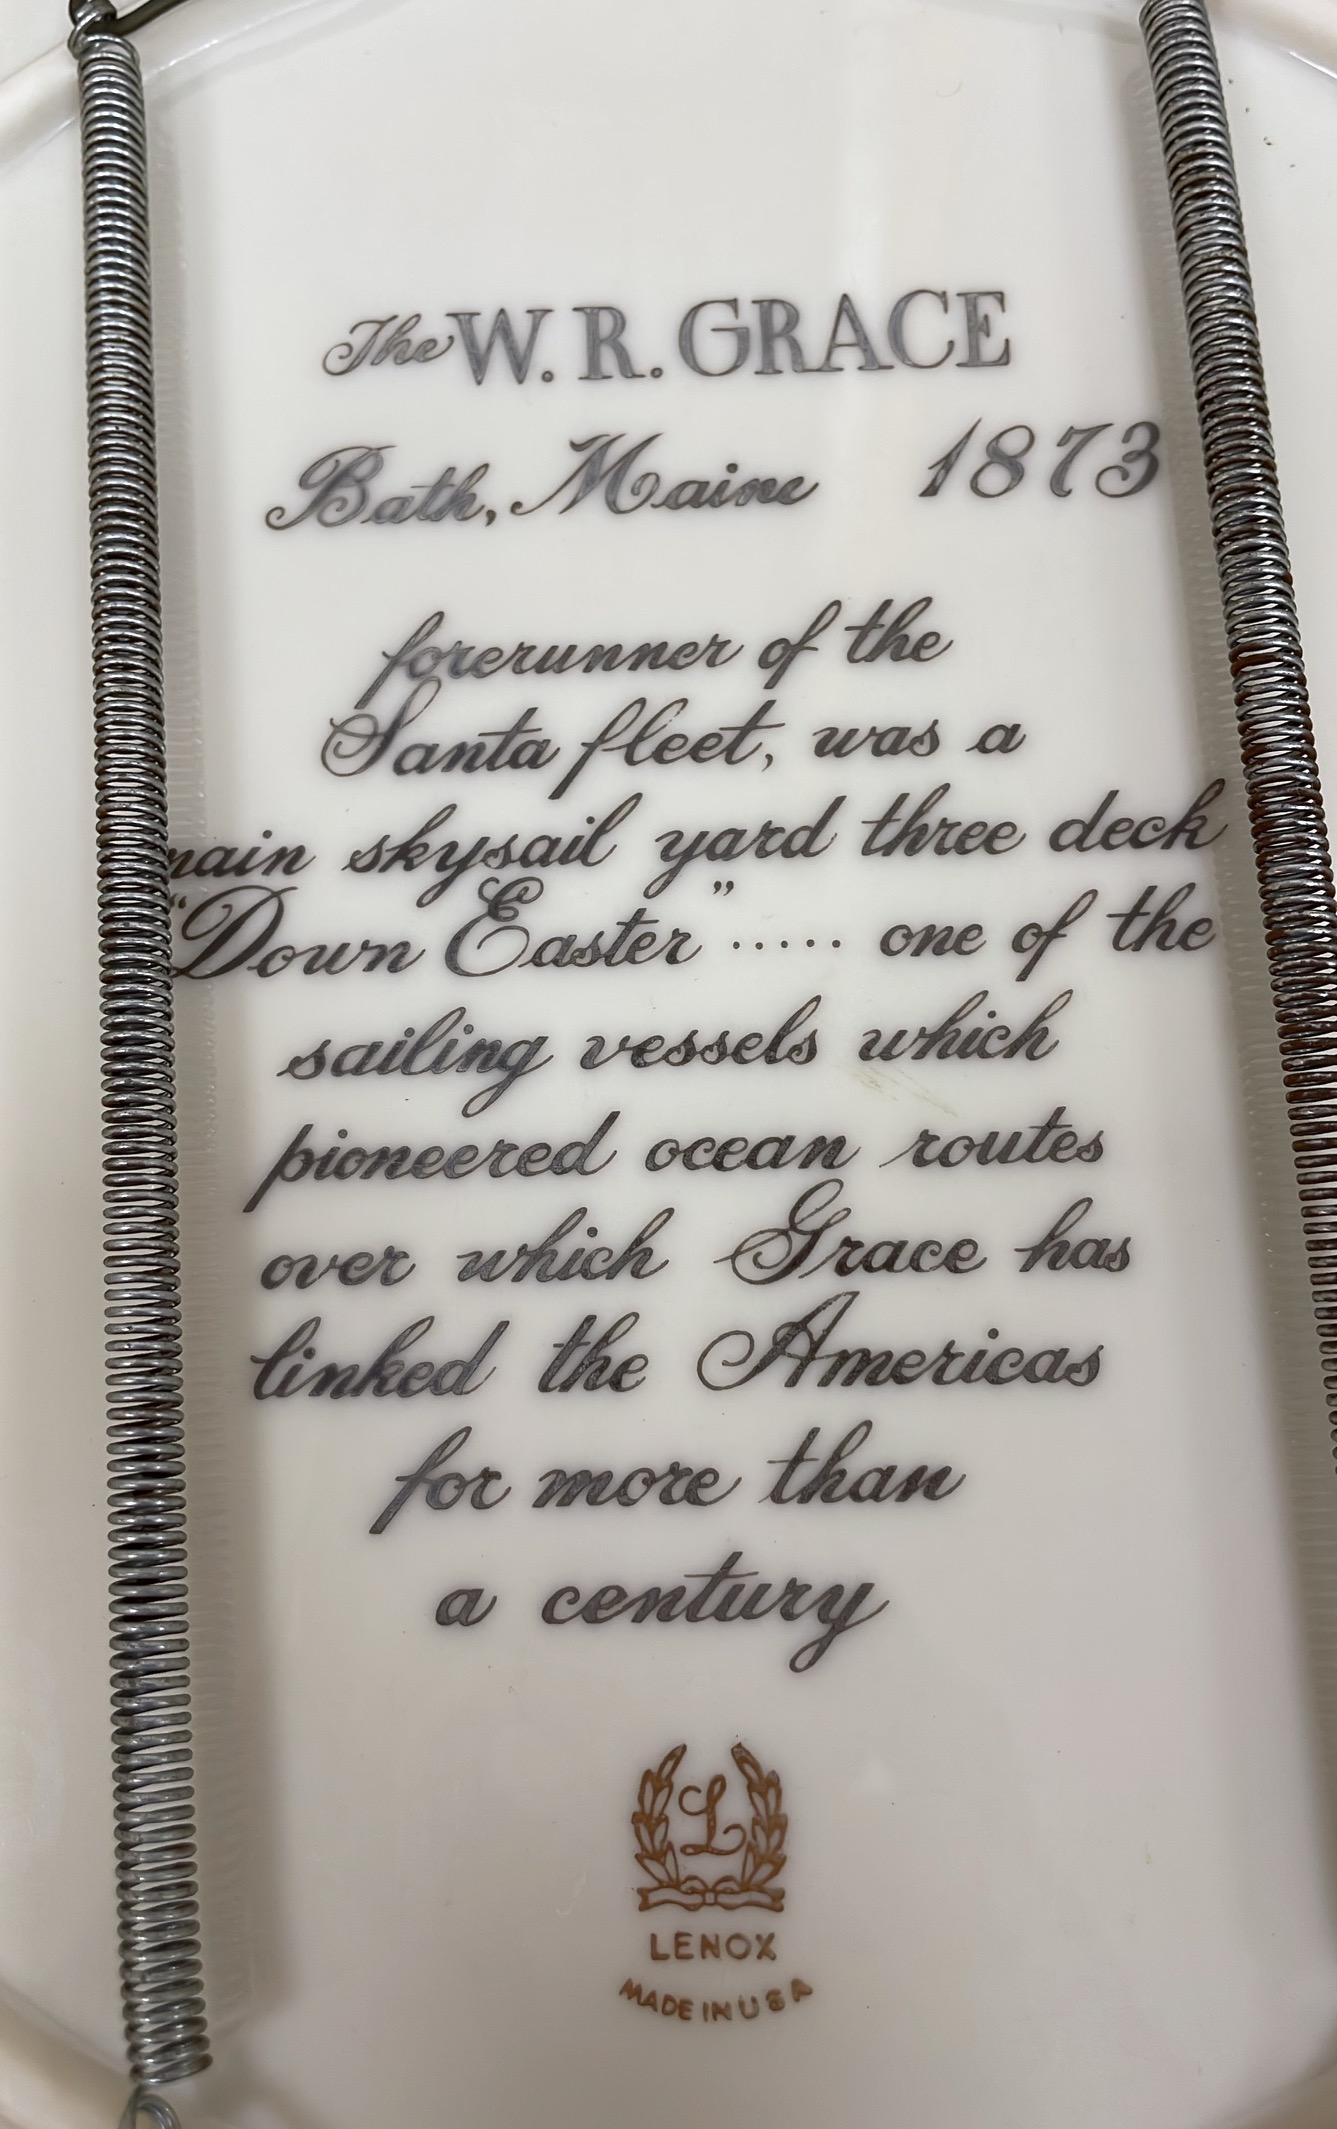 The W. R. GRACE
Bath, Maine 1873
forerunner of the
Santa fleet, was a
main skysail yard three deck
"Down Easter" ..... one of the
sailing vessels which
pioneered ocean routes
over which Grace has
linked the Americas
for more than
a century
L
LENOX
MADE IN USA